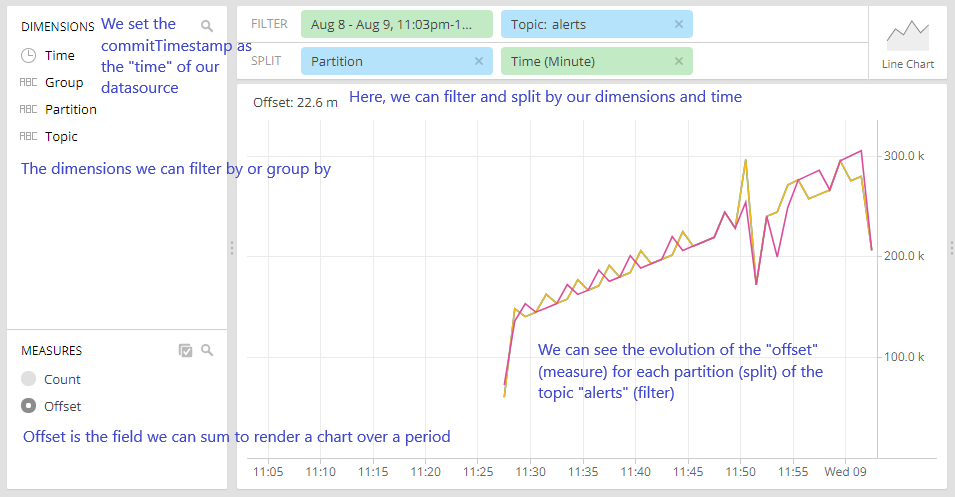 DIMENSIONS
We set the
commitTimestamp as
the "time" of our
datasource
Time
ABC Group
ABC Partition
ABC Topic
The dimensions we can filter by or group by
MEASURES
Count
Offset
Offset is the field we can sum to render a chart over a period
FILTER Aug 8 - Aug 9, 11:03pm-1... Topic: alerts ×
SPLIT Partition × Time (Minute) ×
Line Chart
Offset: 22.6 m Here, we can filter and split by our dimensions and time
300.0 k
200.0 k
100.0 k
We can see the evolution of the "offset"
(measure) for each partition (split) of the
topic "alerts" (filter)
11:05 11:10 11:15 11:20 11:25 11:30 11:35 11:40 11:45 11:50 11:55 Wed 09